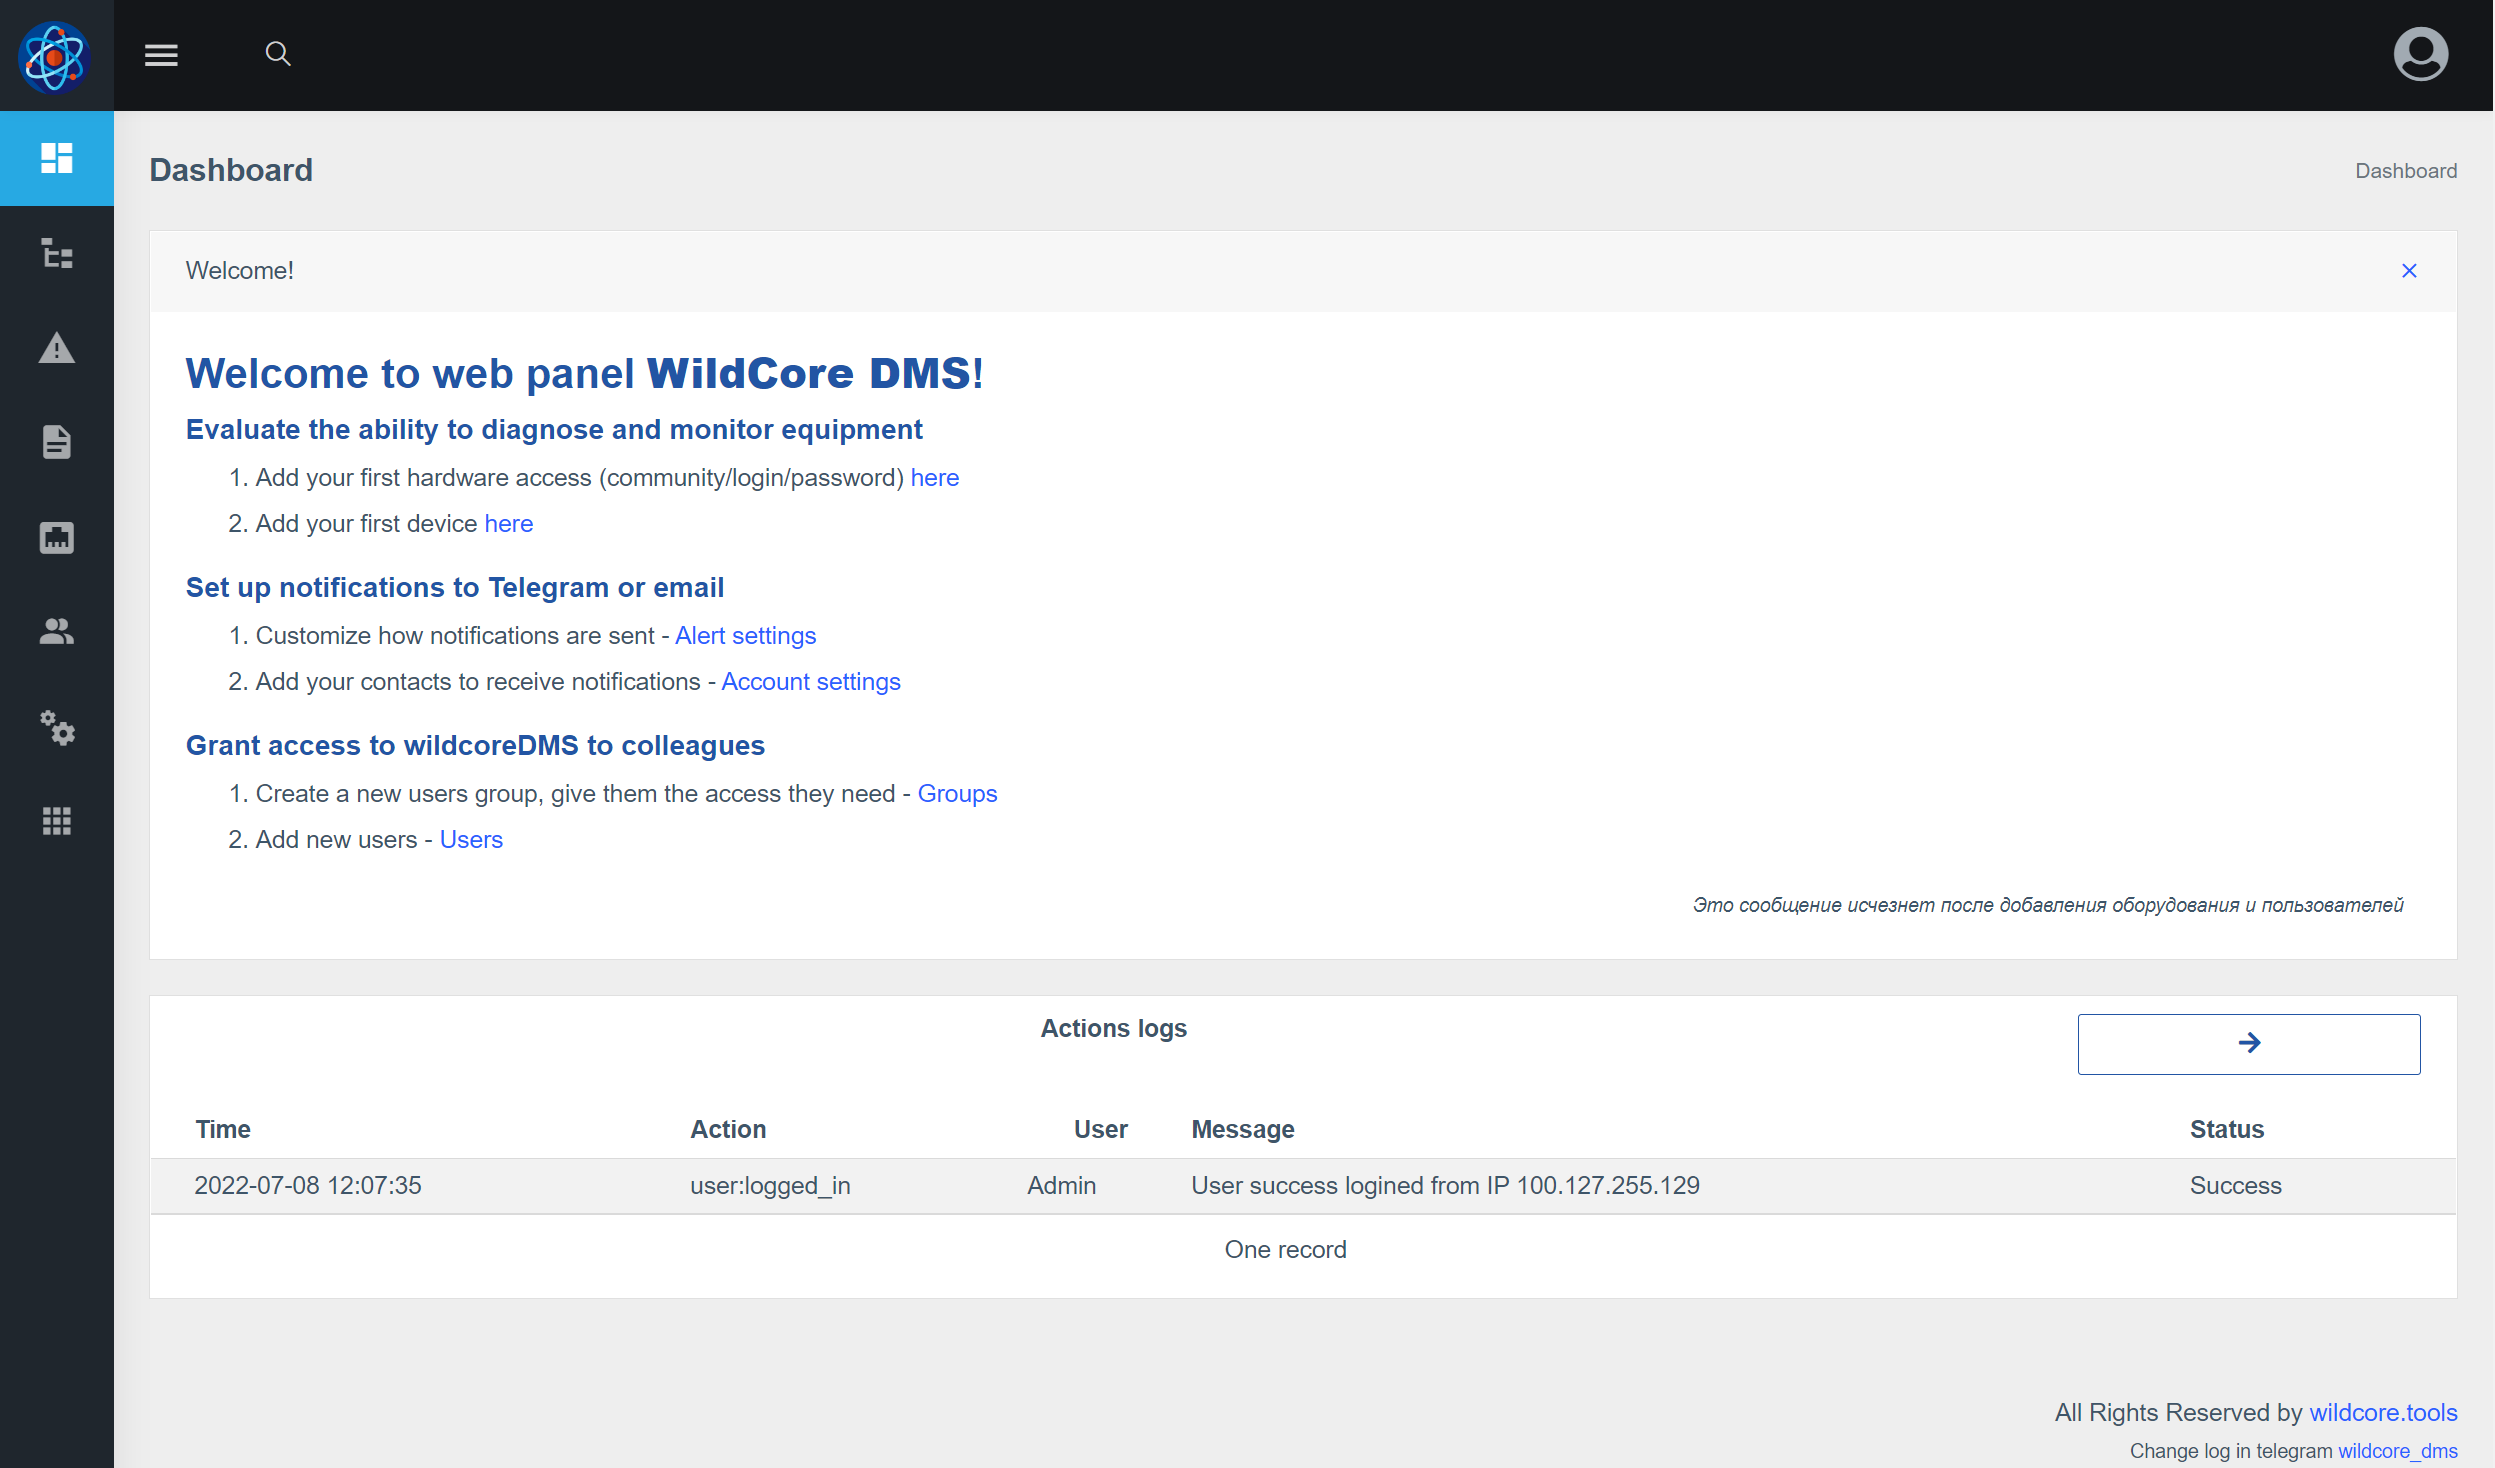 Dashboard
Dashboard
Welcome!
Welcome to web panel WildCore DMS!
Evaluate the ability to diagnose and monitor equipment
1. Add your first hardware access (community/login/password) here
2. Add your first device here
Set up notifications to Telegram or email
1. Customize how notifications are sent - Alert settings
2. Add your contacts to receive notifications - Account settings
Grant access to wildcoreDMS to colleagues
1. Create a new users group, give them the access they need - Groups
2. Add new users - Users
Это сообщение исчезнет после добавления оборудования и пользователей
Actions logs
Time Action User Message Status
2022-07-08 12:07:35 user:logged_in Admin User success logined from IP 100.127.255.129 Success
One record
All Rights Reserved by wildcore.tools
Change log in telegram wildcore_dms